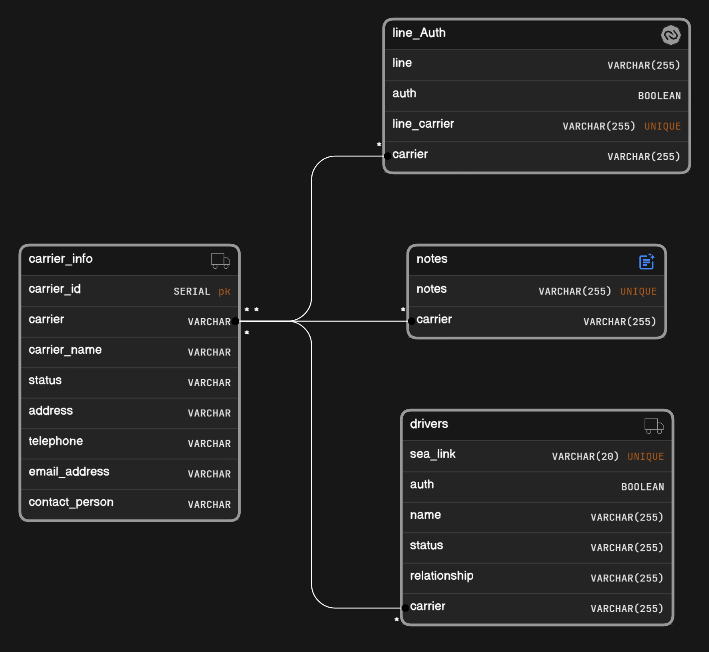 line_Auth
line VARCHAR(255)
auth BOOLEAN
line_carrier VARCHAR(255) UNIQUE
carrier VARCHAR(255)
*
carrier_info
carrier_id SERIAL pk
carrier VARCHAR
carrier_name VARCHAR
status VARCHAR
address VARCHAR
telephone VARCHAR
email_address VARCHAR
contact_person VARCHAR
* *
*
notes
notes VARCHAR(255) UNIQUE
carrier VARCHAR(255)
*
drivers
sea_link VARCHAR(20) UNIQUE
auth BOOLEAN
name VARCHAR(255)
status VARCHAR(255)
relationship VARCHAR(255)
carrier VARCHAR(255)
*